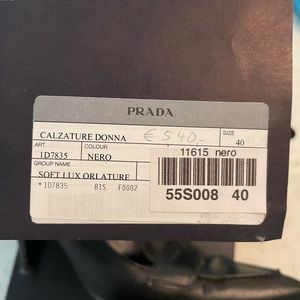 PRADA
CALZATURE DONNA € 540,- SIZE
ART. COLOUR 40
1D7835 NERO 11615 nero
GROUP NAME
SOFT LUX ORLATURE
*1D7835 81S F0002
55S008 40